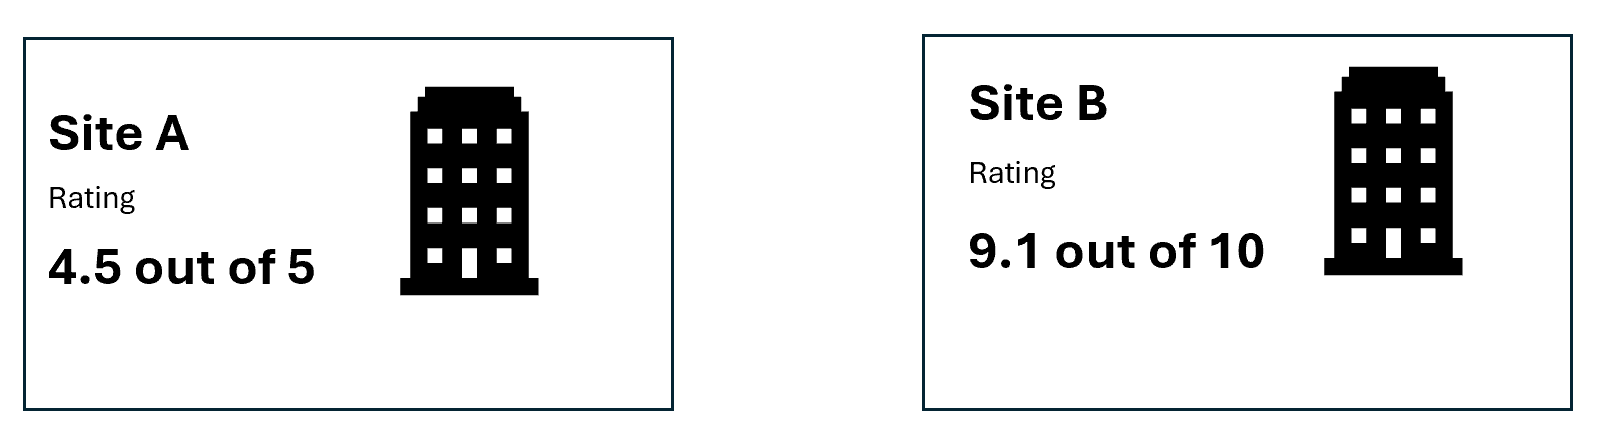 Site A
Rating
4.5 out of 5
Site B
Rating
9.1 out of 10